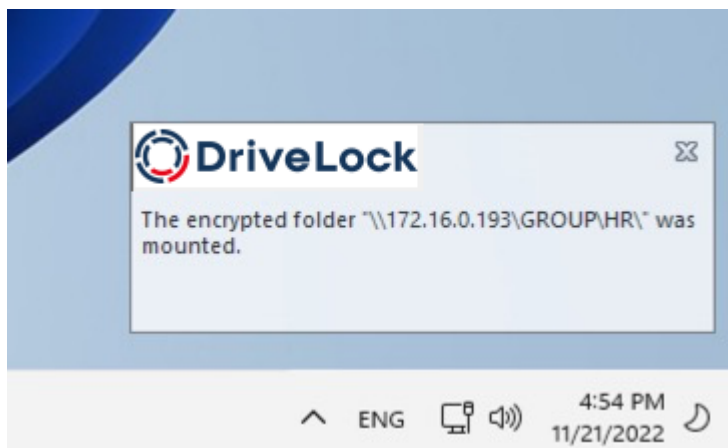 DriveLock
The encrypted folder "\\172.16.0.193\GROUP\HR\" was
mounted.
ENG
4:54 PM
11/21/2022